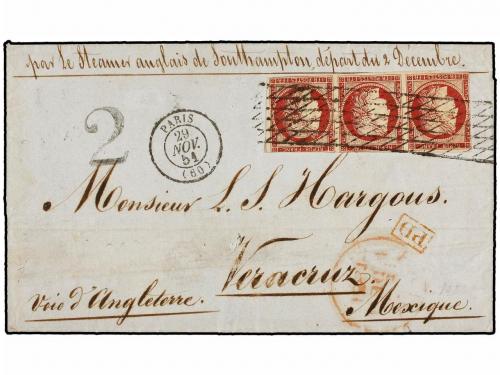 par Le Steamer anglais de Southampton départ du 2 Décembre.
2
PARIS
29
NOV.
51
(60)
Monsieur L. S. Hargous.
PD
Veracruz
Voie d'Angleterre.
Mexique.